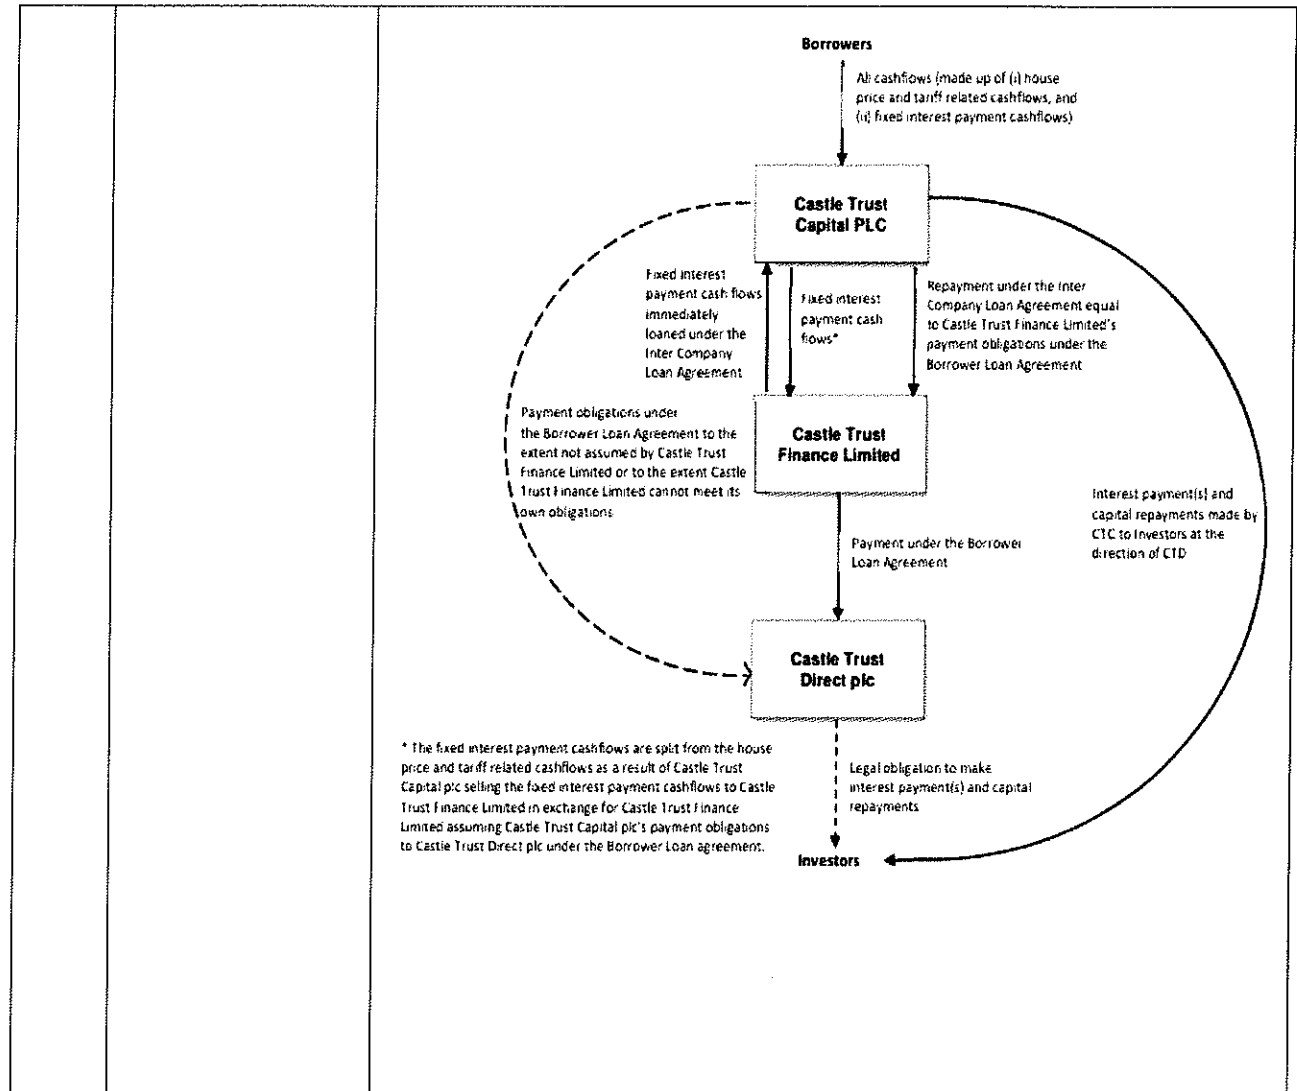 Borrowers
All cashflows (made up of (i) house
price and tariff related cashflows, and
(ii) fixed interest payment cashflows)
Castle Trust
Capital PLC
Fixed interest
payment cash flows
immediately
loaned under the
Inter Company
Loan Agreement
Fixed interest
payment cash
flows*
Repayment under the Inter
Company Loan Agreement equal
to Castle Trust Finance Limited's
payment obligations under the
Borrower Loan Agreement
Payment obligations under
the Borrower Loan Agreement to the
extent not assumed by Castle Trust
Finance Limited or to the extent Castle
Trust Finance Limited cannot meet its
own obligations
Castle Trust
Finance Limited
Interest payment(s) and
capital repayments made by
CTC to Investors at the
direction of CTD
Payment under the Borrower
Loan Agreement
Castle Trust
Direct plc
* The fixed interest payment cashflows are split from the house
price and tariff related cashflows as a result of Castle Trust
Capital plc selling the fixed interest payment cashflows to Castle
Trust Finance Limited in exchange for Castle Trust Finance
Limited assuming Castle Trust Capital plc's payment obligations
to Castle Trust Direct plc under the Borrower Loan agreement.
Legal obligation to make
interest payment(s) and capital
repayments
Investors